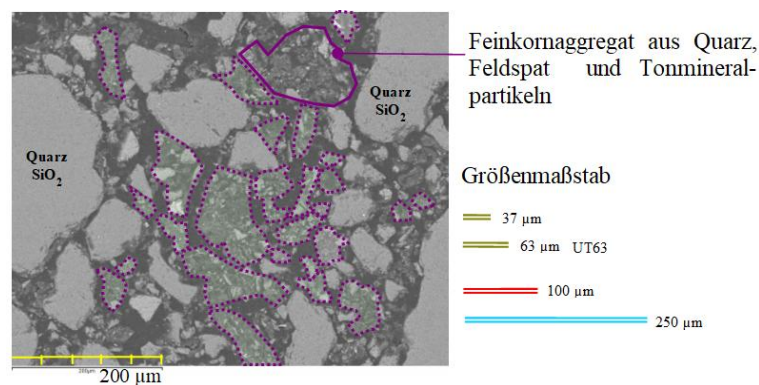 Feinkornaggregat aus Quarz,
Feldspat und Tonmineral-
partikeln
Quarz
SiO2
Quarz
SiO2
Größenmaßstab
37 µm
63 µm UT63
100 µm
250 µm
200 µm